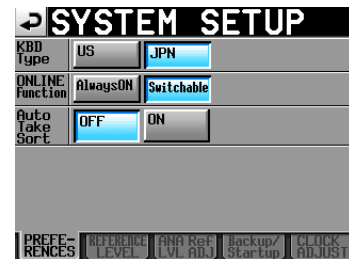 SYSTEM SETUP
KBD Type US JPN
ONLINE function AlwaysON Switchable
Auto Take Sort OFF ON
PREFE-RENCES REFERENCE LEVEL ANA Ref LVL ADJ Backup/Startup CLOCK ADJUST